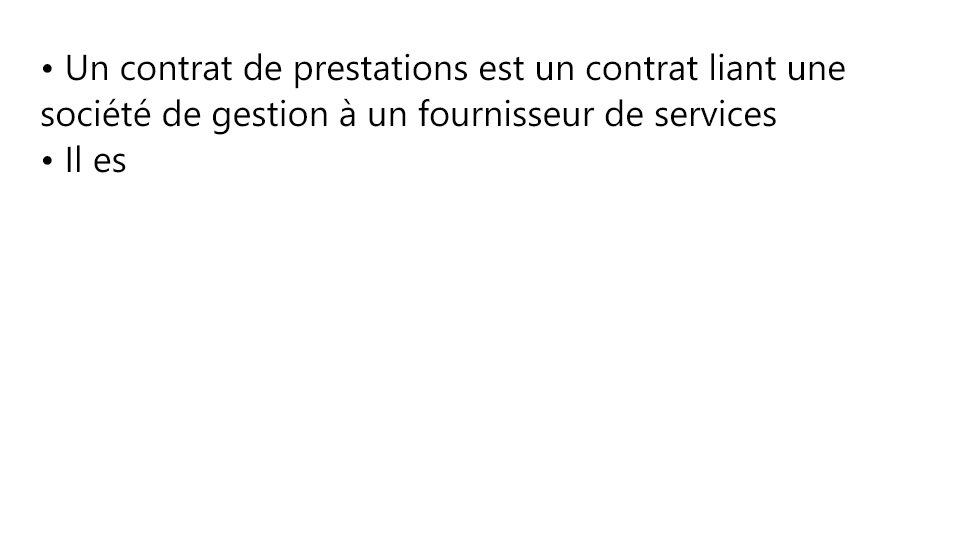 • Un contrat de prestations est un contrat liant une
société de gestion à un fournisseur de services
• Il es